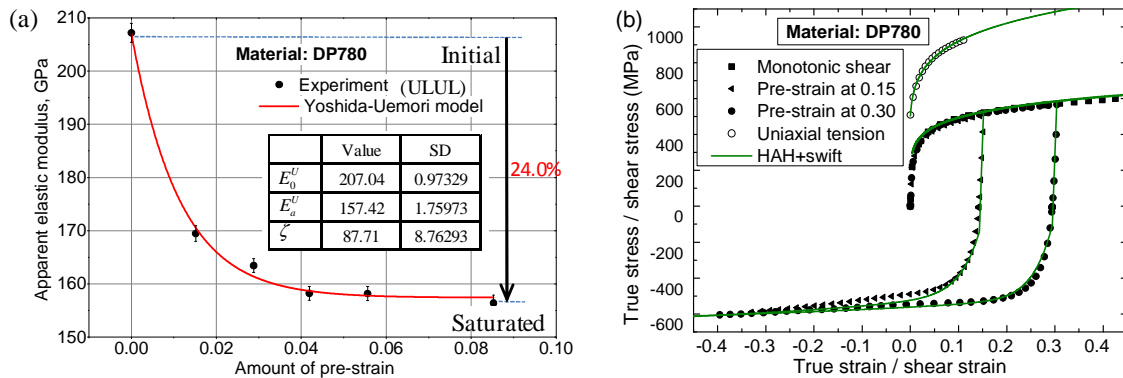 (a)
Apparent elastic modulus, GPa
210
200
190
180
170
160
150
0.00 0.02 0.04 0.06 0.08 0.10
Amount of pre-strain
Material: DP780
Initial
Experiment (ULUL)
Yoshida-Uemori model
Value SD
E_0^U 207.04 0.97329
E_a^U 157.42 1.75973
ζ 87.71 8.76293
24.0%
Saturated
(b)
True stress / shear stress (MPa)
1000
800
600
400
200
0
-200
-400
-600
-0.4 -0.3 -0.2 -0.1 0.0 0.1 0.2 0.3 0.4
True strain / shear strain
Material: DP780
Monotonic shear
Pre-strain at 0.15
Pre-strain at 0.30
Uniaxial tension
HAH+swift